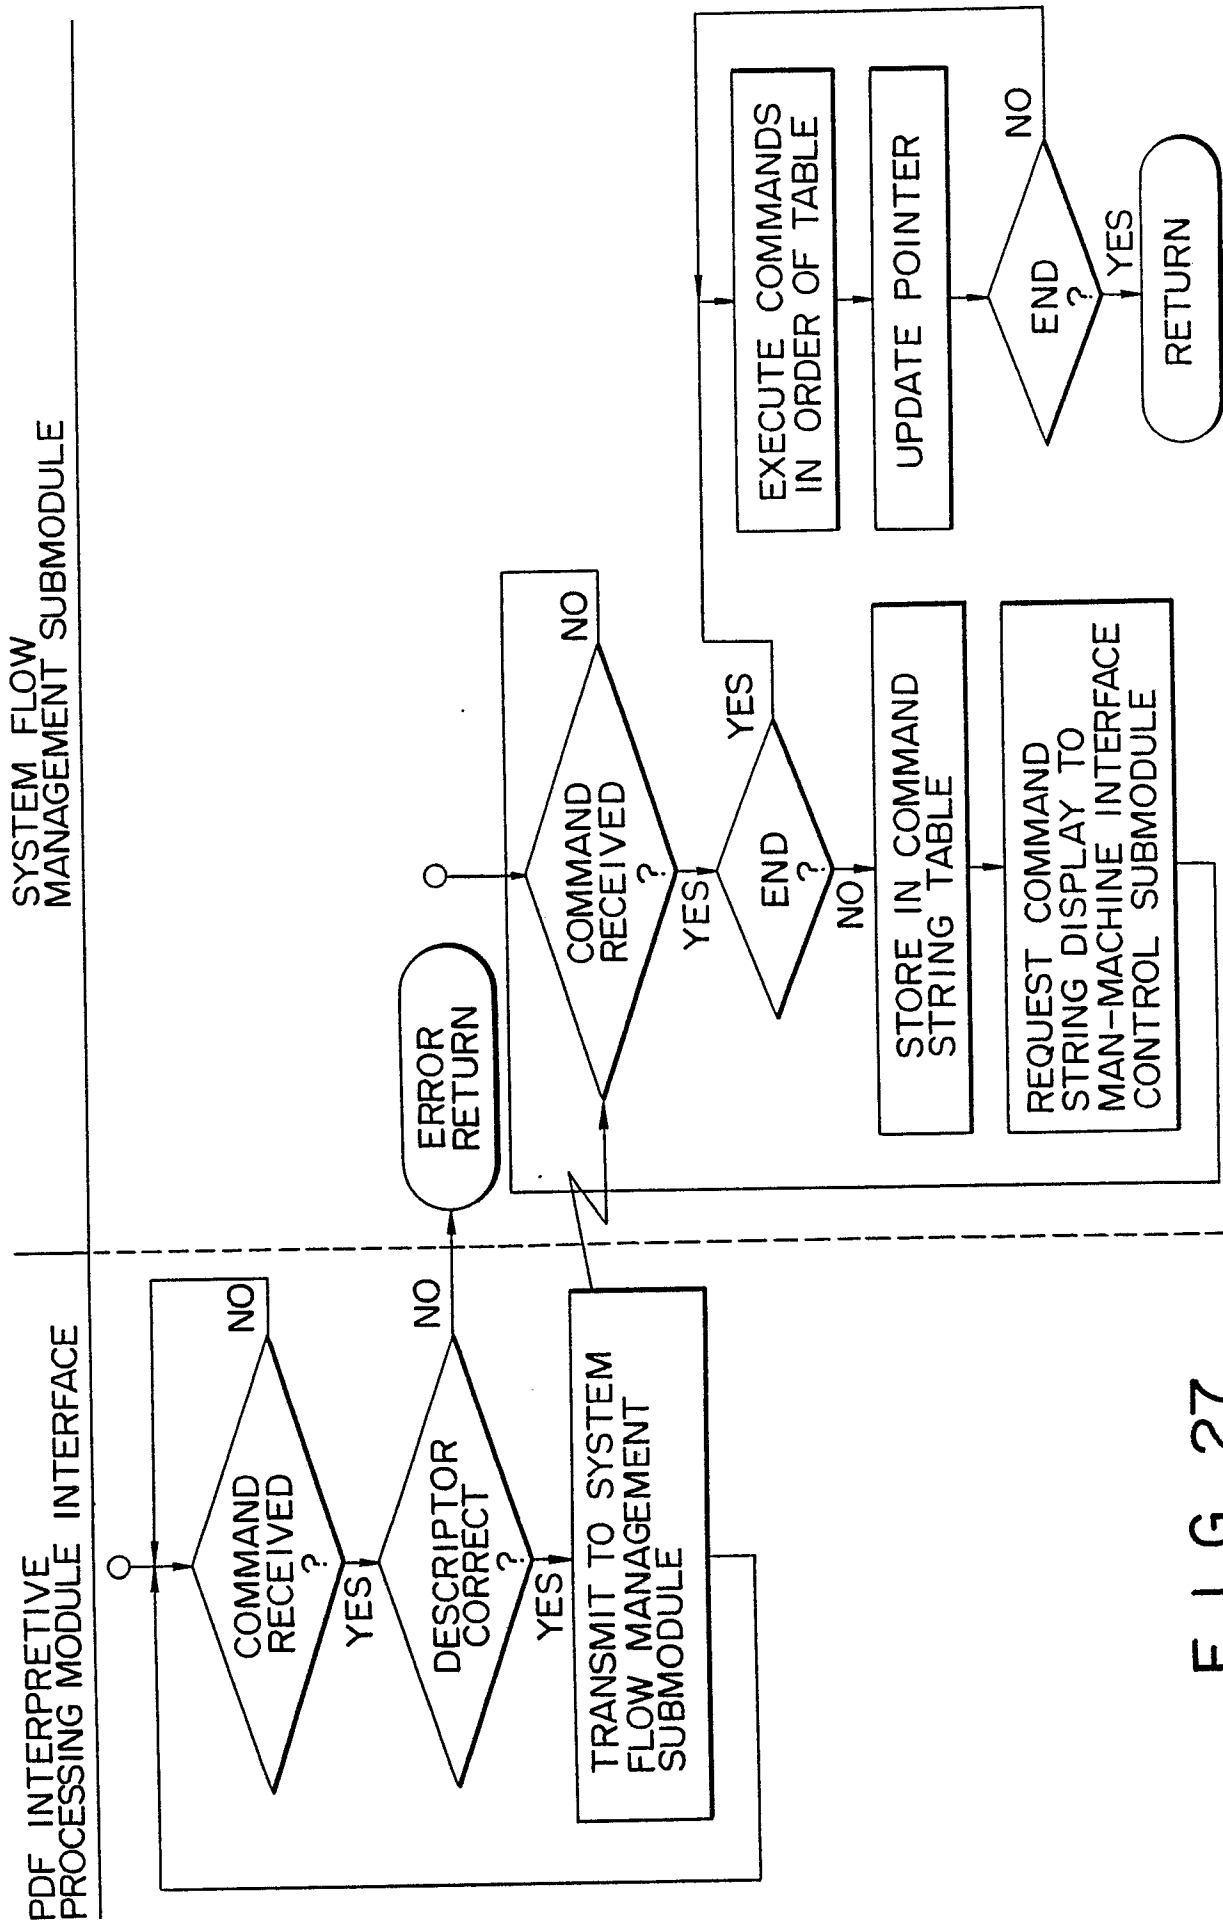 PDF INTERPRETIVE
PROCESSING MODULE INTERFACE
COMMAND
RECEIVED
?
NO
YES
DESCRIPTOR
CORRECT
?
NO
YES
TRANSMIT TO SYSTEM
FLOW MANAGEMENT
SUBMODULE
SYSTEM FLOW
MANAGEMENT SUBMODULE
ERROR
RETURN
COMMAND
RECEIVED
?
NO
YES
END
?
YES
NO
STORE IN COMMAND
STRING TABLE
REQUEST COMMAND
STRING DISPLAY TO
MAN-MACHINE INTERFACE
CONTROL SUBMODULE
EXECUTE COMMANDS
IN ORDER OF TABLE
UPDATE POINTER
END
?
NO
YES
RETURN
FIG 27